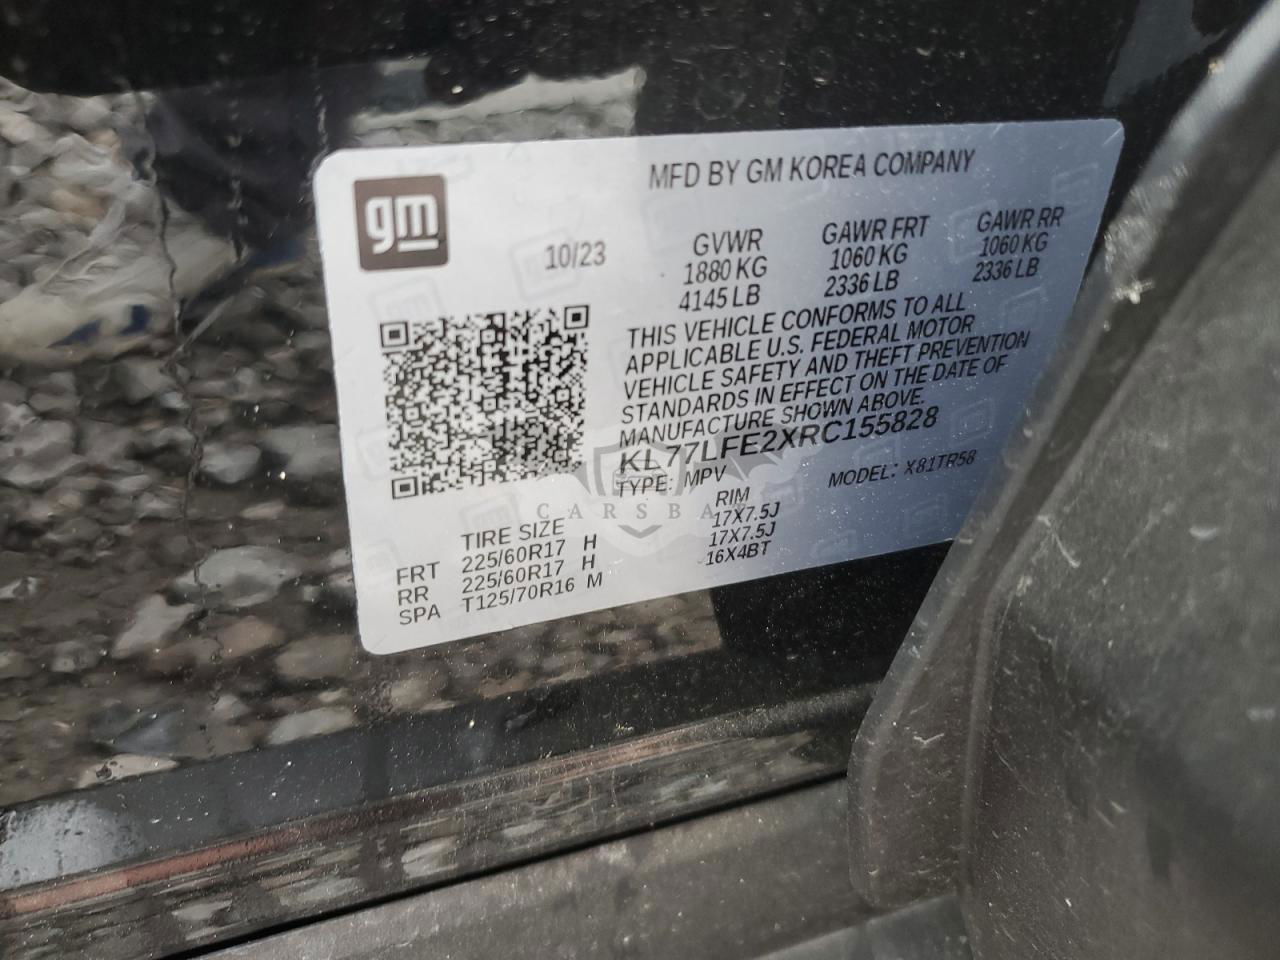 gm
MFD BY GM KOREA COMPANY
10/23
GVWR GAWR FRT GAWR RR
1880 KG 1060 KG 1060 KG
4145 LB 2336 LB 2336 LB
THIS VEHICLE CONFORMS TO ALL
APPLICABLE U.S. FEDERAL MOTOR
VEHICLE SAFETY AND THEFT PREVENTION
STANDARDS IN EFFECT ON THE DATE OF
MANUFACTURE SHOWN ABOVE.
KL77LFE2XRC155828
TYPE: MPV MODEL: X81TR58
CARSBA
TIRE SIZE RIM
FRT 225/60R17 H 17X7.5J
RR 225/60R17 H 17X7.5J
SPA T125/70R16 M 16X4BT